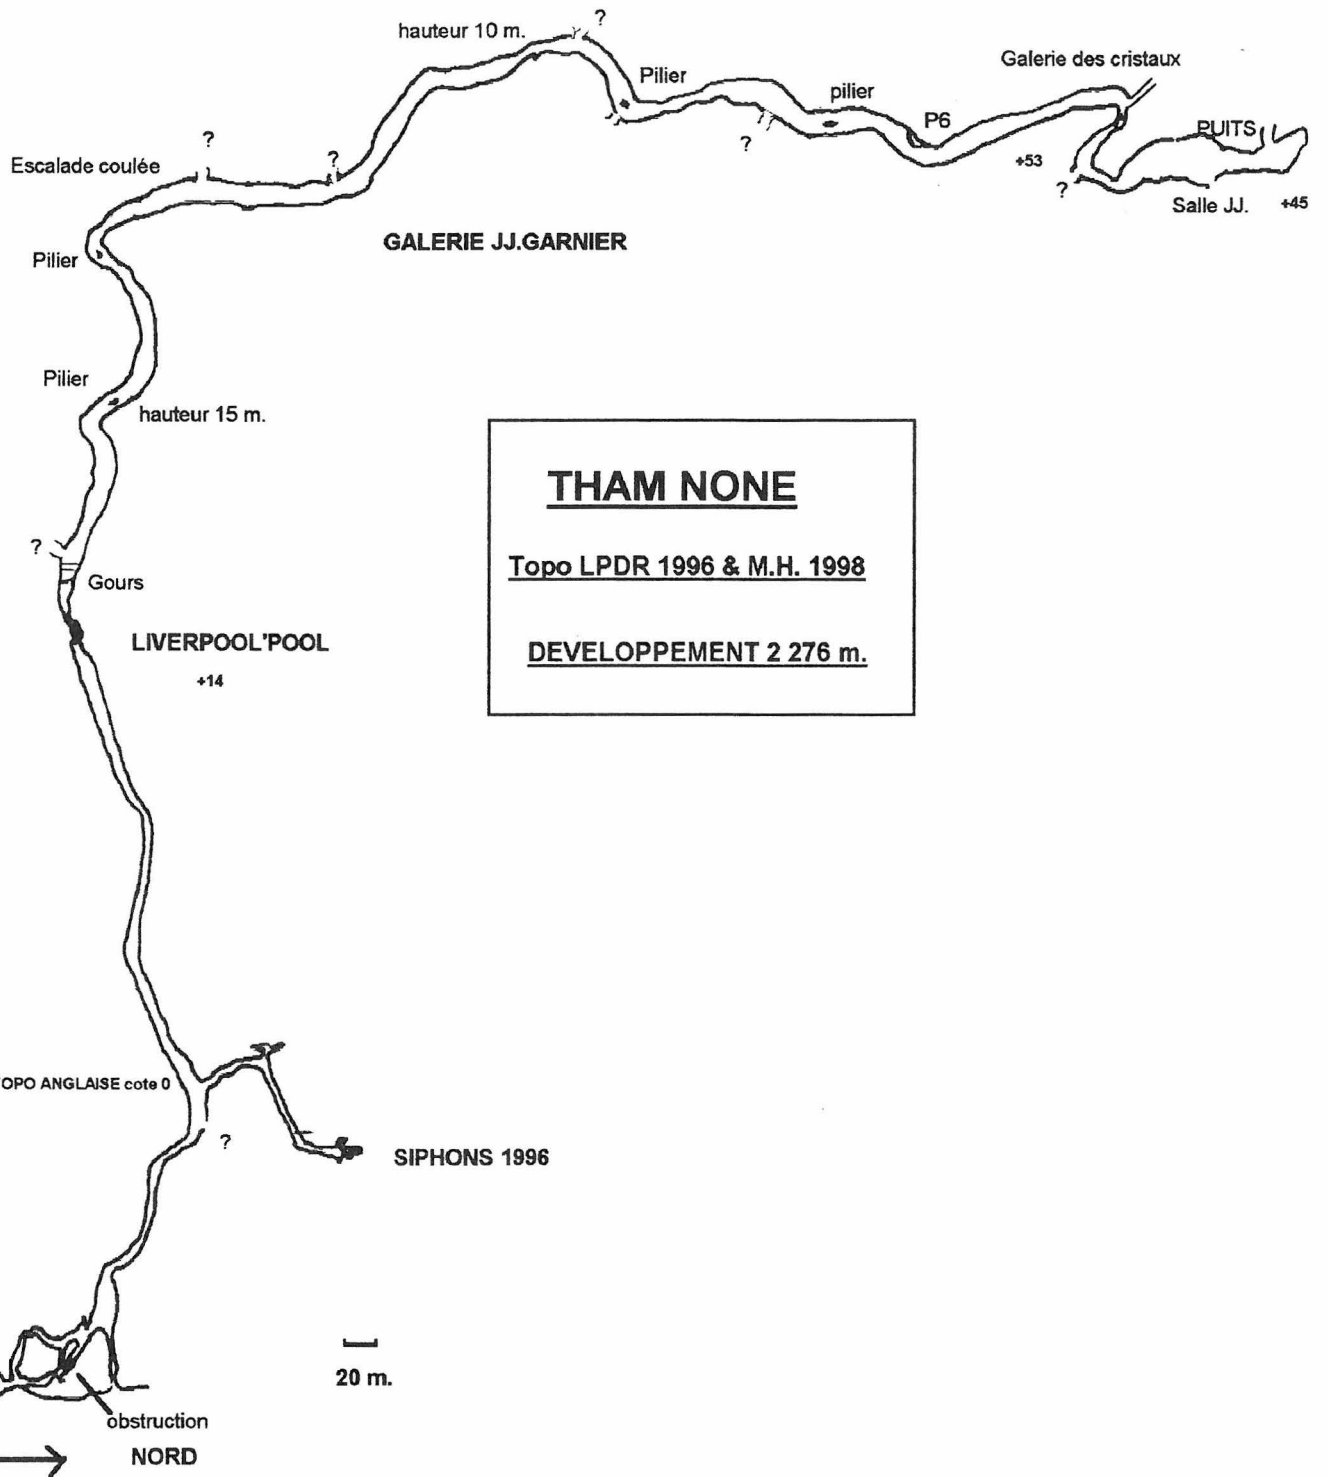 hauteur 10 m.
?
Pilier
pilier
P6
Galerie des cristaux
PUITS
+53
?
Salle JJ.
+45
?
?
?
Escalade coulée
Pilier
GALERIE JJ.GARNIER
Pilier
hauteur 15 m.
THAM NONE
Topo LPDR 1996 & M.H. 1998
DEVELOPPEMENT 2 276 m.
?
Gours
LIVERPOOL'POOL
+14
OPO ANGLAISE cote 0
?
SIPHONS 1996
20 m.
obstruction
NORD